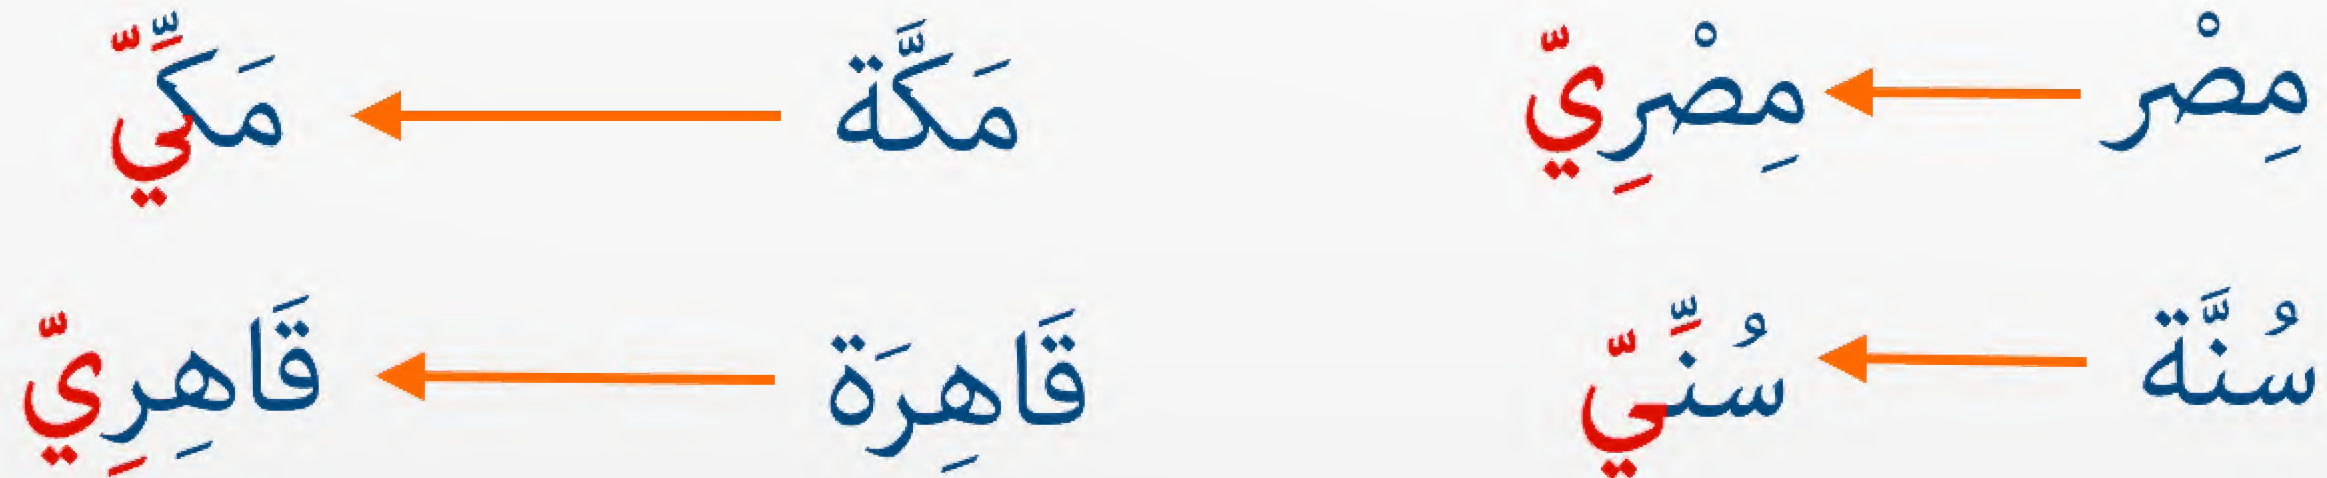 مِصْر مِصْرِيّ مَكَّة مَكِّيّ
سُنَّة سُنِّيّ قَاهِرَة قَاهِرِيّ